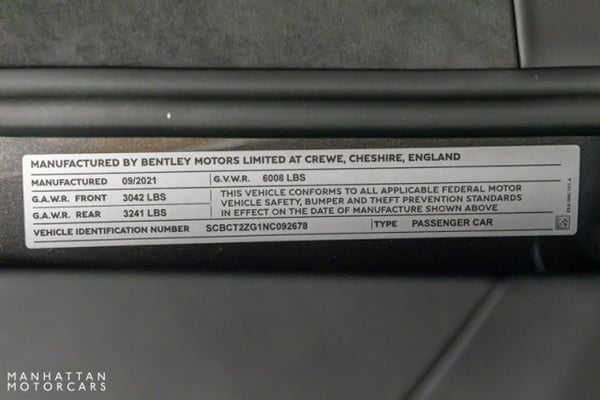 MANUFACTURED BY BENTLEY MOTORS LIMITED AT CREWE, CHESHIRE, ENGLAND
MANUFACTURED 09/2021 G.V.W.R. 6008 LBS
G.A.W.R. FRONT 3042 LBS
G.A.W.R. REAR 3241 LBS
THIS VEHICLE CONFORMS TO ALL APPLICABLE FEDERAL MOTOR
VEHICLE SAFETY, BUMPER AND THEFT PREVENTION STANDARDS
IN EFFECT ON THE DATE OF MANUFACTURE SHOWN ABOVE
VEHICLE IDENTIFICATION NUMBER SCBCT2ZG1NC092678 TYPE PASSENGER CAR
MANHATTAN
MOTORCARS